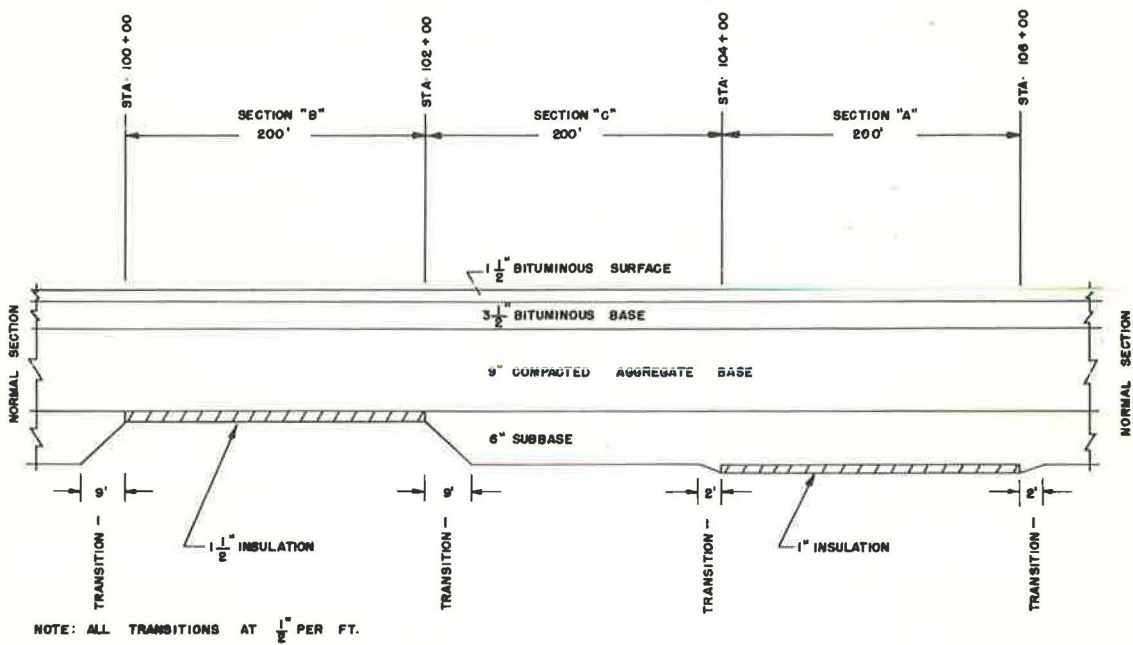 STA· 100 + 00
STA· 102 + 00
STA· 104 + 00
STA· 106 + 00
SECTION "B"
200'
SECTION "C"
200'
SECTION "A"
200'
1 1/2" BITUMINOUS SURFACE
3 1/2" BITUMINOUS BASE
9" COMPACTED AGGREGATE BASE
6" SUBBASE
NORMAL SECTION
NORMAL SECTION
9'
9'
2'
2'
TRANSITION –
TRANSITION –
TRANSITION –
TRANSITION –
1 1/2" INSULATION
1" INSULATION
NOTE: ALL TRANSITIONS AT 1/2" PER FT.